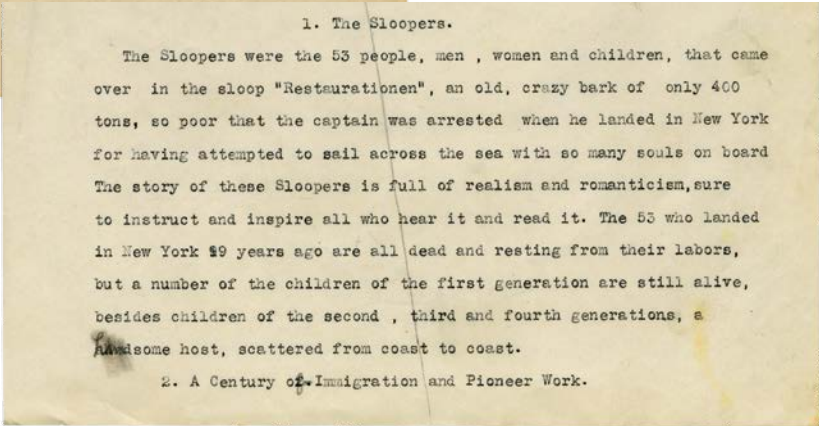 1. The Sloopers.
The Sloopers were the 53 people, men , women and children, that came
over in the sloop "Restaurationen", an old, crazy bark of only 400
tons, so poor that the captain was arrested when he landed in New York
for having attempted to sail across the sea with so many souls on board
The story of these Sloopers is full of realism and romanticism,sure
to instruct and inspire all who hear it and read it. The 53 who landed
in New York 99 years ago are all dead and resting from their labors,
but a number of the children of the first generation are still alive,
besides children of the second , third and fourth generations, a
handsome host, scattered from coast to coast.
2. A Century of Immigration and Pioneer Work.